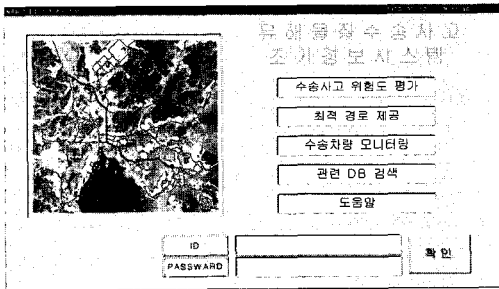 유해물질수송사고
조기경보시스템
수송사고 위험도 평가
최적 경로 제공
수송차량 모니터링
관련 DB 검색
도움말
ID
PASSWARD
확인